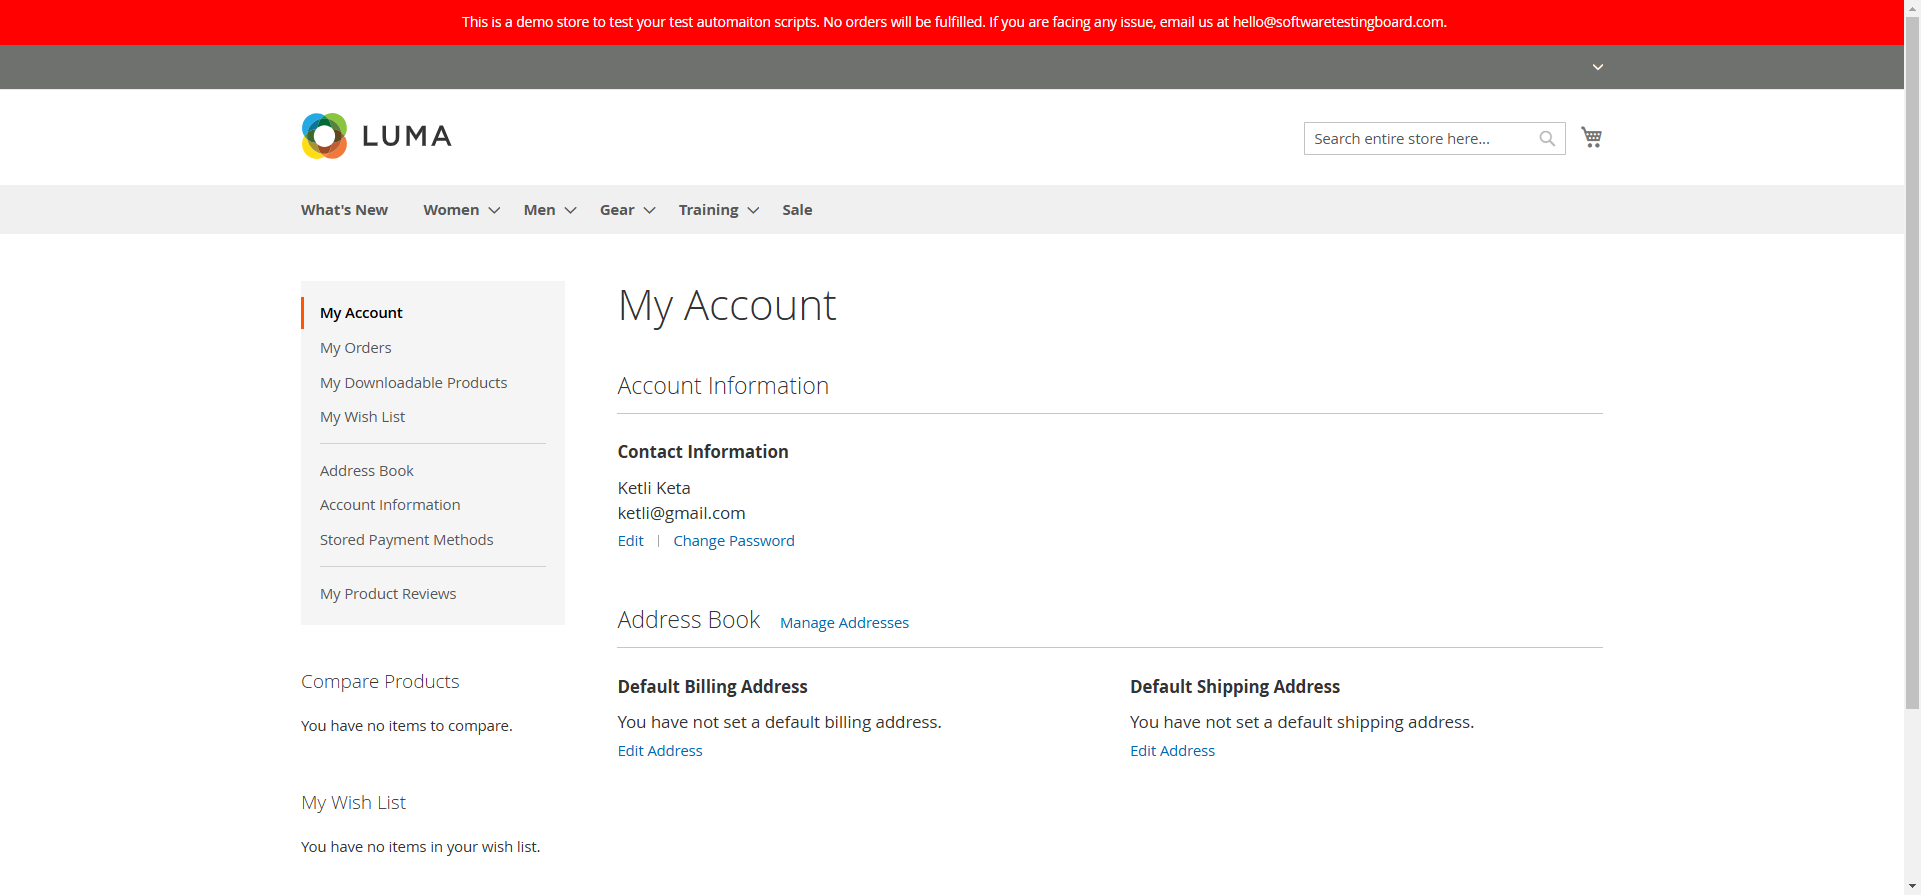 This is a demo store to test your test automaiton scripts. No orders will be fulfilled. If you are facing any issue, email us at hello@softwaretestingboard.com.
LUMA
Search entire store here...
What's New Women Men Gear Training Sale
My Account
My Orders
My Downloadable Products
My Wish List
Address Book
Account Information
Stored Payment Methods
My Product Reviews
Compare Products
You have no items to compare.
My Wish List
You have no items in your wish list.
My Account
Account Information
Contact Information
Ketli Keta
ketli@gmail.com
Edit | Change Password
Address Book Manage Addresses
Default Billing Address
You have not set a default billing address.
Edit Address
Default Shipping Address
You have not set a default shipping address.
Edit Address